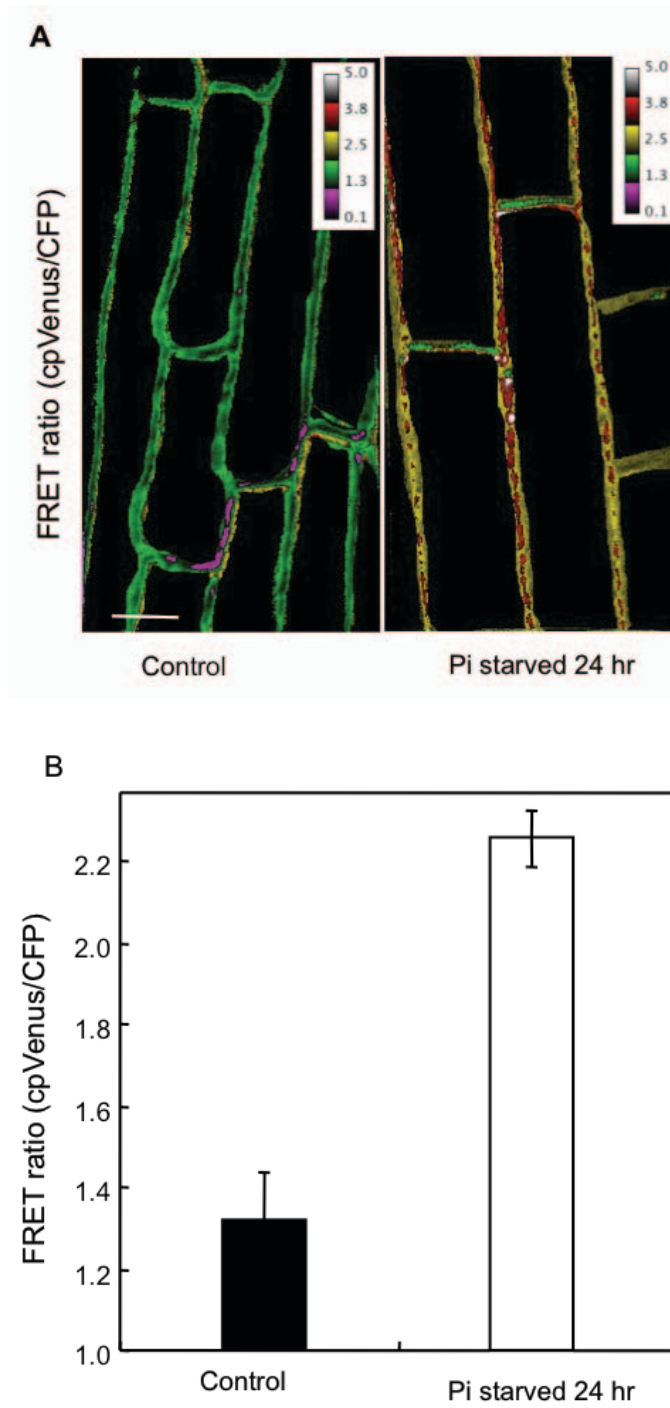 A
FRET ratio (cpVenus/CFP)
5.0
3.8
2.5
1.3
0.1
5.0
3.8
2.5
1.3
0.1
Control
Pi starved 24 hr
B
FRET ratio (cpVenus/CFP)
2.2
2.0
1.8
1.6
1.4
1.2
1.0
Control
Pi starved 24 hr